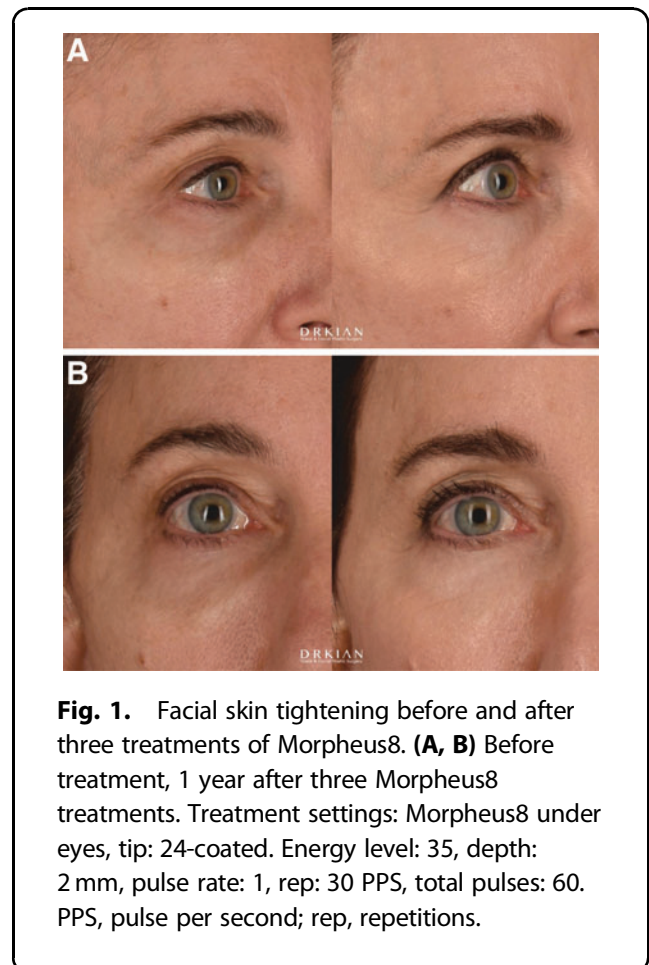 A
DRKIAN
B
DRKIAN
Fig. 1. Facial skin tightening before and after
three treatments of Morpheus8. (A, B) Before
treatment, 1 year after three Morpheus8
treatments. Treatment settings: Morpheus8 under
eyes, tip: 24-coated. Energy level: 35, depth:
2 mm, pulse rate: 1, rep: 30 PPS, total pulses: 60.
PPS, pulse per second; rep, repetitions.